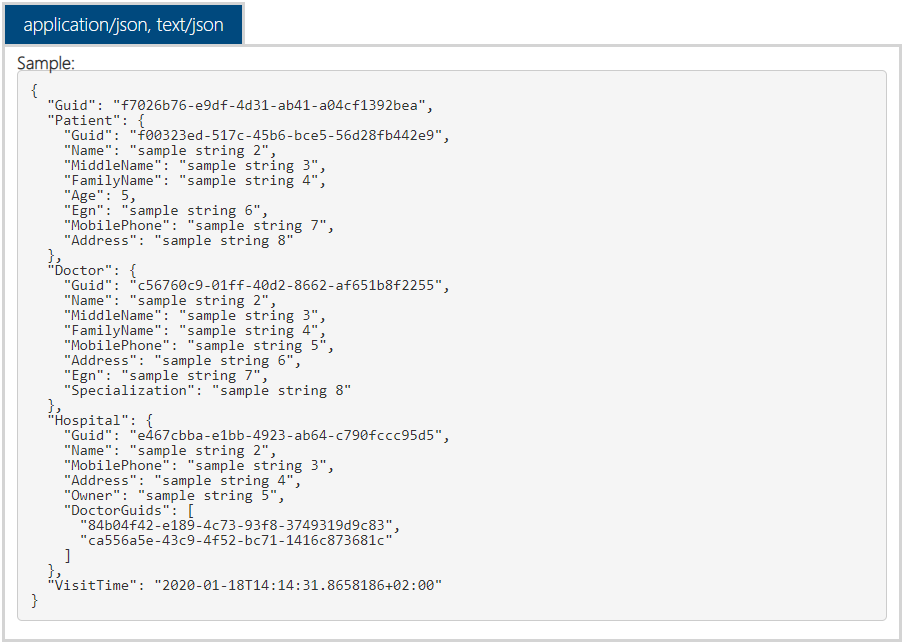 application/json, text/json
Sample:
{
  "Guid": "f7026b76-e9df-4d31-ab41-a04cf1392bea",
  "Patient": {
    "Guid": "f00323ed-517c-45b6-bce5-56d28fb442e9",
    "Name": "sample string 2",
    "MiddleName": "sample string 3",
    "FamilyName": "sample string 4",
    "Age": 5,
    "Egn": "sample string 6",
    "MobilePhone": "sample string 7",
    "Address": "sample string 8"
  },
  "Doctor": {
    "Guid": "c56760c9-01ff-40d2-8662-af651b8f2255",
    "Name": "sample string 2",
    "MiddleName": "sample string 3",
    "FamilyName": "sample string 4",
    "MobilePhone": "sample string 5",
    "Address": "sample string 6",
    "Egn": "sample string 7",
    "Specialization": "sample string 8"
  },
  "Hospital": {
    "Guid": "e467cbba-e1bb-4923-ab64-c790fccc95d5",
    "Name": "sample string 2",
    "MobilePhone": "sample string 3",
    "Address": "sample string 4",
    "Owner": "sample string 5",
    "DoctorGuids": [
      "84b04f42-e189-4c73-93f8-3749319d9c83",
      "ca556a5e-43c9-4f52-bc71-1416c873681c"
    ]
  },
  "VisitTime": "2020-01-18T14:14:31.8658186+02:00"
}